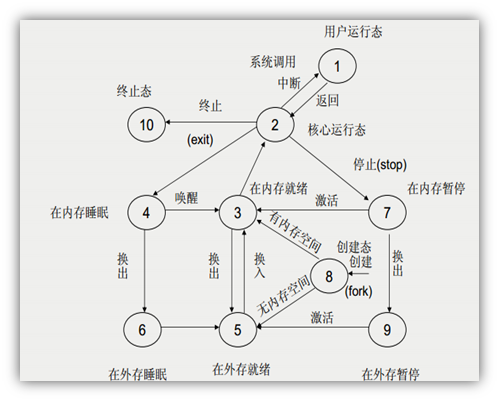 用户运行态
1
系统调用
中断
返回
终止态
10
终止
(exit)
2
核心运行态
停止(stop)
在内存睡眠
4
唤醒
3
在内存就绪
激活
7
在内存暂停
有内存空间
创建态
创建
8
(fork)
无内存空间
换出
换出
换入
换出
6
在外存睡眠
5
在外存就绪
激活
9
在外存暂停